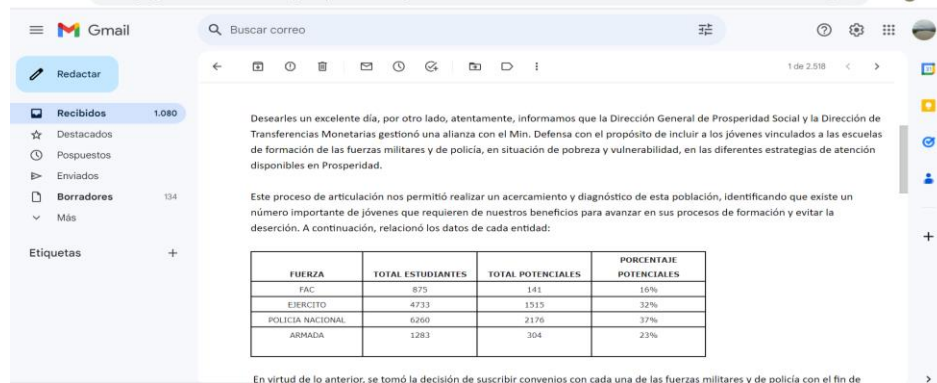 Gmail
Buscar correo
Redactar
1 de 2.518
Recibidos 1.080
Destacados
Pospuestos
Enviados
Borradores 134
Más
Etiquetas
Desearles un excelente día, por otro lado, atentamente, informamos que la Dirección General de Prosperidad Social y la Dirección de
Transferencias Monetarias gestionó una alianza con el Min. Defensa con el propósito de incluir a los jóvenes vinculados a las escuelas
de formación de las fuerzas militares y de policía, en situación de pobreza y vulnerabilidad, en las diferentes estrategias de atención
disponibles en Prosperidad.
Este proceso de articulación nos permitió realizar un acercamiento y diagnóstico de esta población, identificando que existe un
número importante de jóvenes que requieren de nuestros beneficios para avanzar en sus procesos de formación y evitar la
deserción. A continuación, relacionó los datos de cada entidad:
FUERZA TOTAL ESTUDIANTES TOTAL POTENCIALES PORCENTAJE POTENCIALES
FAC 875 141 16%
EJERCITO 4733 1515 32%
POLICIA NACIONAL 6260 2176 37%
ARMADA 1283 304 23%
En virtud de lo anterior, se tomó la decisión de suscribir convenios con cada una de las fuerzas militares y de policía con el fin de